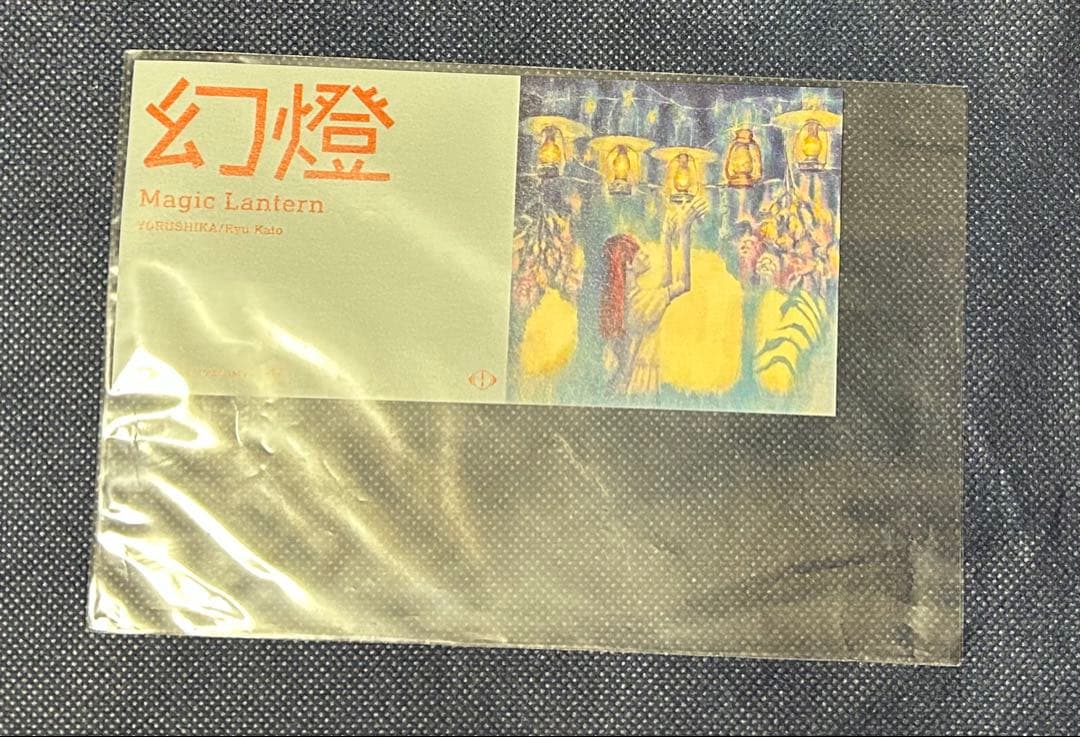 幻燈
Magic Lantern
YORUSHIKA/Ryu Kato